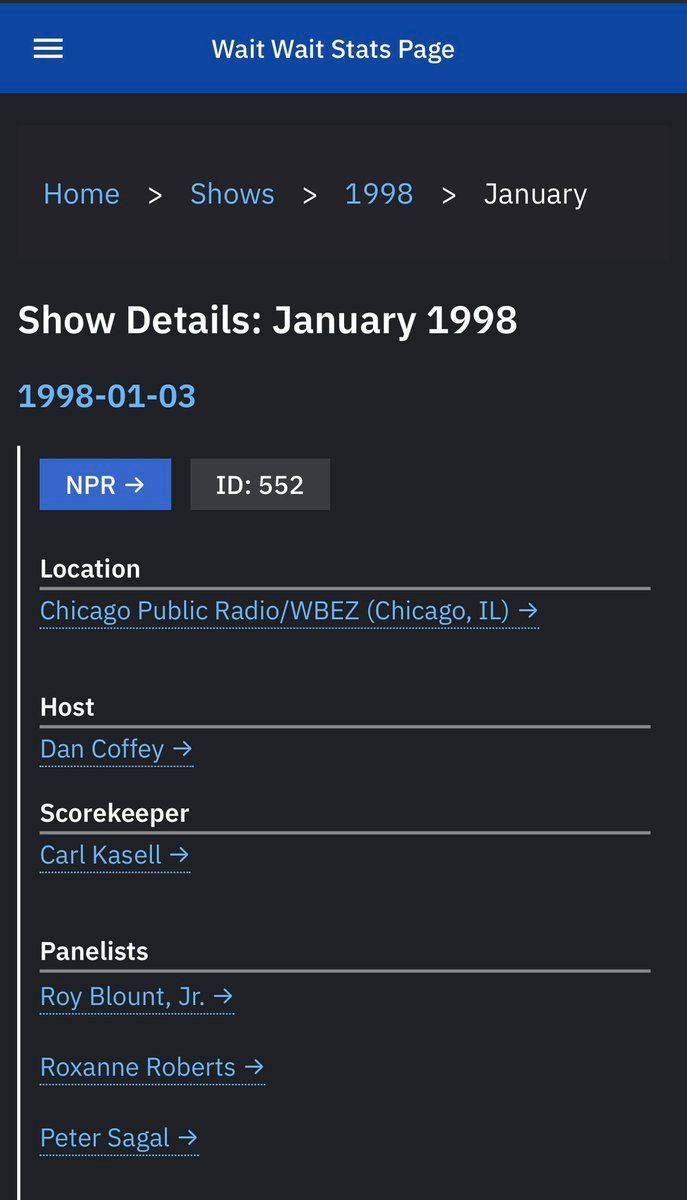 Wait Wait Stats Page
Home > Shows > 1998 > January
Show Details: January 1998
1998-01-03
NPR → ID: 552
Location
Chicago Public Radio/WBEZ (Chicago, IL) →
Host
Dan Coffey →
Scorekeeper
Carl Kasell →
Panelists
Roy Blount, Jr. →
Roxanne Roberts →
Peter Sagal →